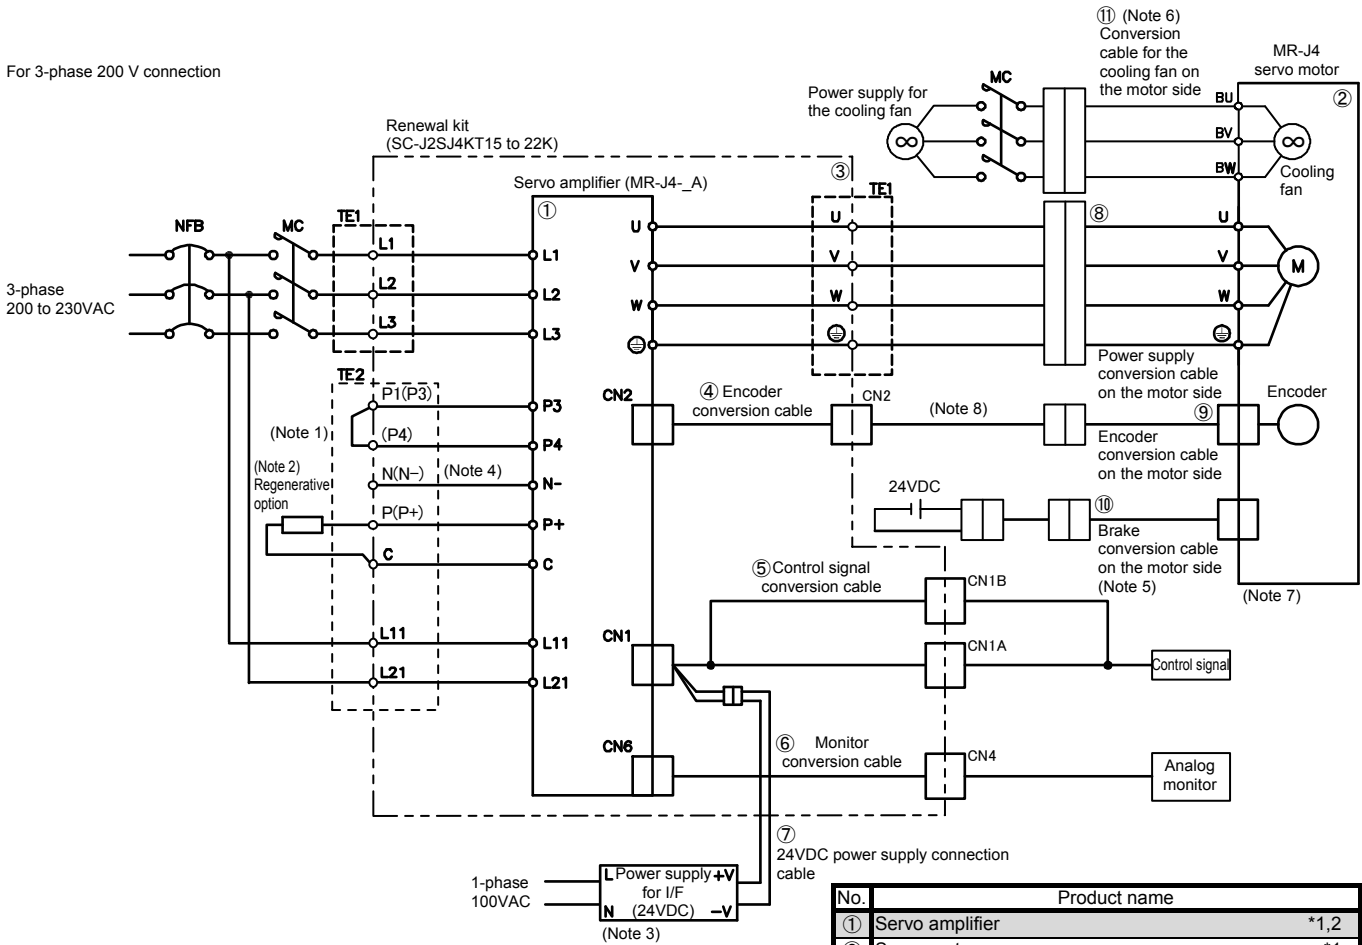 ⑪ (Note 6)
Conversion
cable for the
cooling fan on
the motor side
MR-J4
servo motor
②
For 3-phase 200 V connection
MC
Power supply for
the cooling fan
BU
BV
BW
Cooling
fan
Renewal kit
(SC-J2SJ4KT15 to 22K)
③
TE1
Servo amplifier (MR-J4-_A)
①
NFB
MC
TE1
L1
L2
L3
L1
L2
L3
3-phase
200 to 230VAC
U
V
W
U
V
W
⑧
U
V
W
M
Power supply
conversion cable
on the motor side
TE2
P1(P3)
(P4)
(Note 1)
N(N−)
(Note 4)
(Note 2)
Regenerative
option
P(P+)
C
P3
P4
N-
P+
C
CN2
④ Encoder
conversion cable
CN2
(Note 8)
⑨
Encoder
Encoder
conversion cable
on the motor side
24VDC
⑩
Brake
conversion cable
on the motor side
(Note 5)
(Note 7)
⑤Control signal
conversion cable
CN1B
CN1
CN1A
Control signal
L11
L21
L11
L21
CN6
⑥ Monitor
conversion cable
CN4
Analog
monitor
⑦
24VDC power supply connection
cable
1-phase
100VAC
L
N
Power supply
for I/F
(24VDC)
+V
−V
(Note 3)
No. Product name
① Servo amplifier *1,2